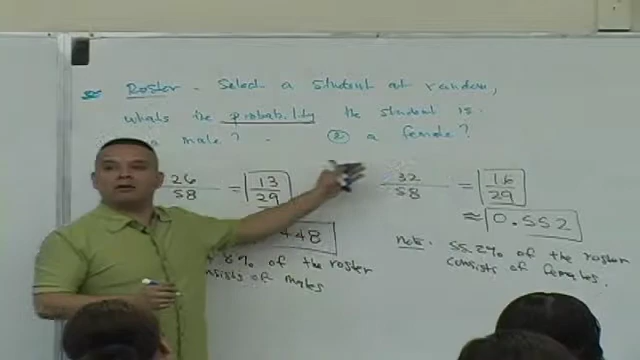 Roster - Select a student at random,
whats the probability the student is
male? ② a female?
26/58 = 13/29
448
8% of the roster
consists of males
32/58 = 16/29
≈ 0.552
note: 55.2% of the roster
consists of females.